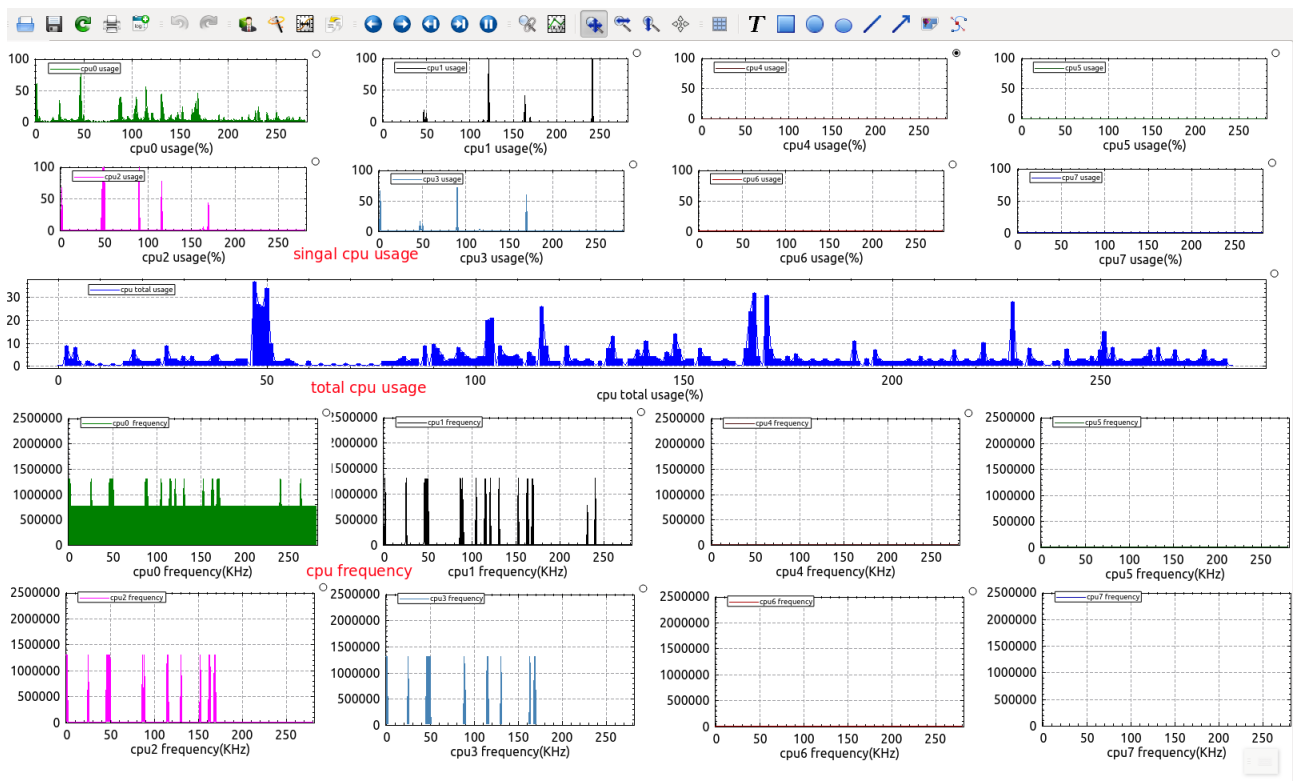 T
cpu0 usage
100
50
0
0 50 100 150 200 250
cpu0 usage(%)
cpu1 usage
100
50
0
0 50 100 150 200 250
cpu1 usage(%)
cpu4 usage
100
50
0
0 50 100 150 200 250
cpu4 usage(%)
cpu5 usage
100
50
0
0 50 100 150 200 250
cpu5 usage(%)
cpu2 usage
100
50
0
0 50 100 150 200 250
cpu2 usage(%)
cpu3 usage
100
50
0
0 50 100 150 200 250
cpu3 usage(%)
cpu6 usage
100
50
0
0 50 100 150 200 250
cpu6 usage(%)
cpu7 usage
100
50
0
0 50 100 150 200 250
cpu7 usage(%)
singal cpu usage
cpu total usage
30
20
10
0
0 50 100 150 200 250
cpu total usage(%)
total cpu usage
cpu0 frequency
2500000
2000000
1500000
1000000
500000
0
0 50 100 150 200 250
cpu0 frequency(KHz)
cpu1 frequency
2500000
2000000
1500000
1000000
500000
0
0 50 100 150 200 250
cpu1 frequency(KHz)
cpu4 frequency
2500000
2000000
1500000
1000000
500000
0
0 50 100 150 200 250
cpu4 frequency(KHz)
cpu5 frequency
2500000
2000000
1500000
1000000
500000
0
0 50 100 150 200 250
cpu5 frequency(KHz)
cpu frequency
cpu2 frequency
2500000
2000000
1500000
1000000
500000
0
0 50 100 150 200 250
cpu2 frequency(KHz)
cpu3 frequency
2500000
2000000
1500000
1000000
500000
0
0 50 100 150 200 250
cpu3 frequency(KHz)
cpu6 frequency
2500000
2000000
1500000
1000000
500000
0
0 50 100 150 200 250
cpu6 frequency(KHz)
cpu7 frequency
2500000
2000000
1500000
1000000
500000
0
0 50 100 150 200 250
cpu7 frequency(KHz)